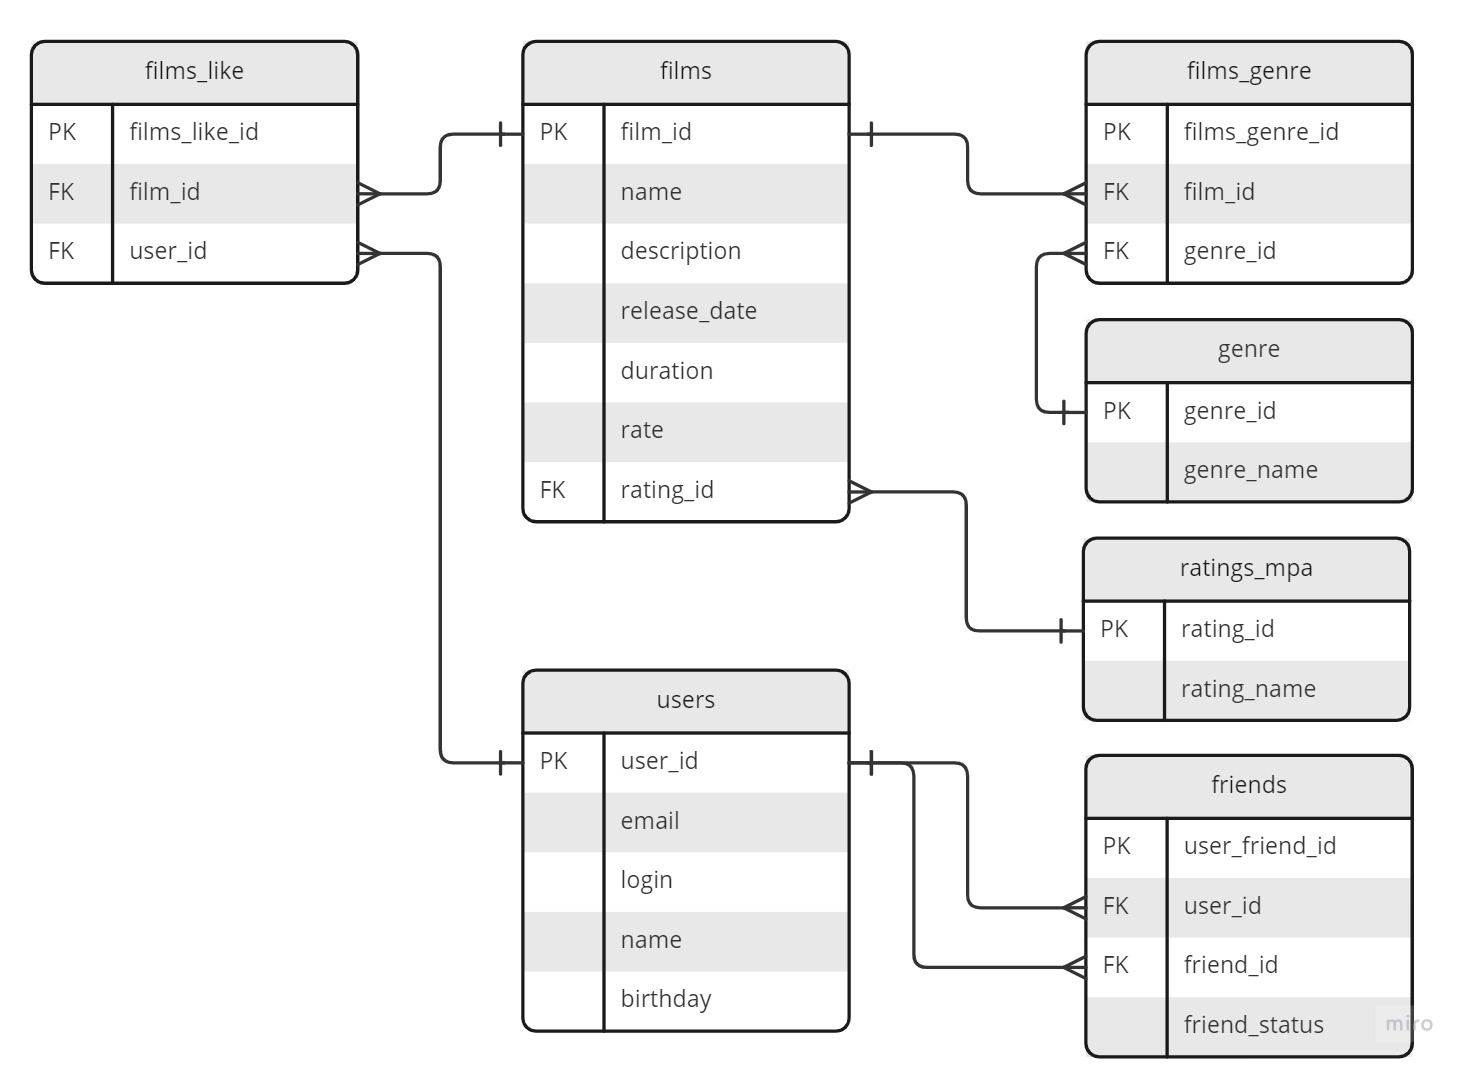 films_like
PK films_like_id
FK film_id
FK user_id
films
PK film_id
name
description
release_date
duration
rate
FK rating_id
films_genre
PK films_genre_id
FK film_id
FK genre_id
genre
PK genre_id
genre_name
ratings_mpa
PK rating_id
rating_name
users
PK user_id
email
login
name
birthday
friends
PK user_friend_id
FK user_id
FK friend_id
friend_status
miro